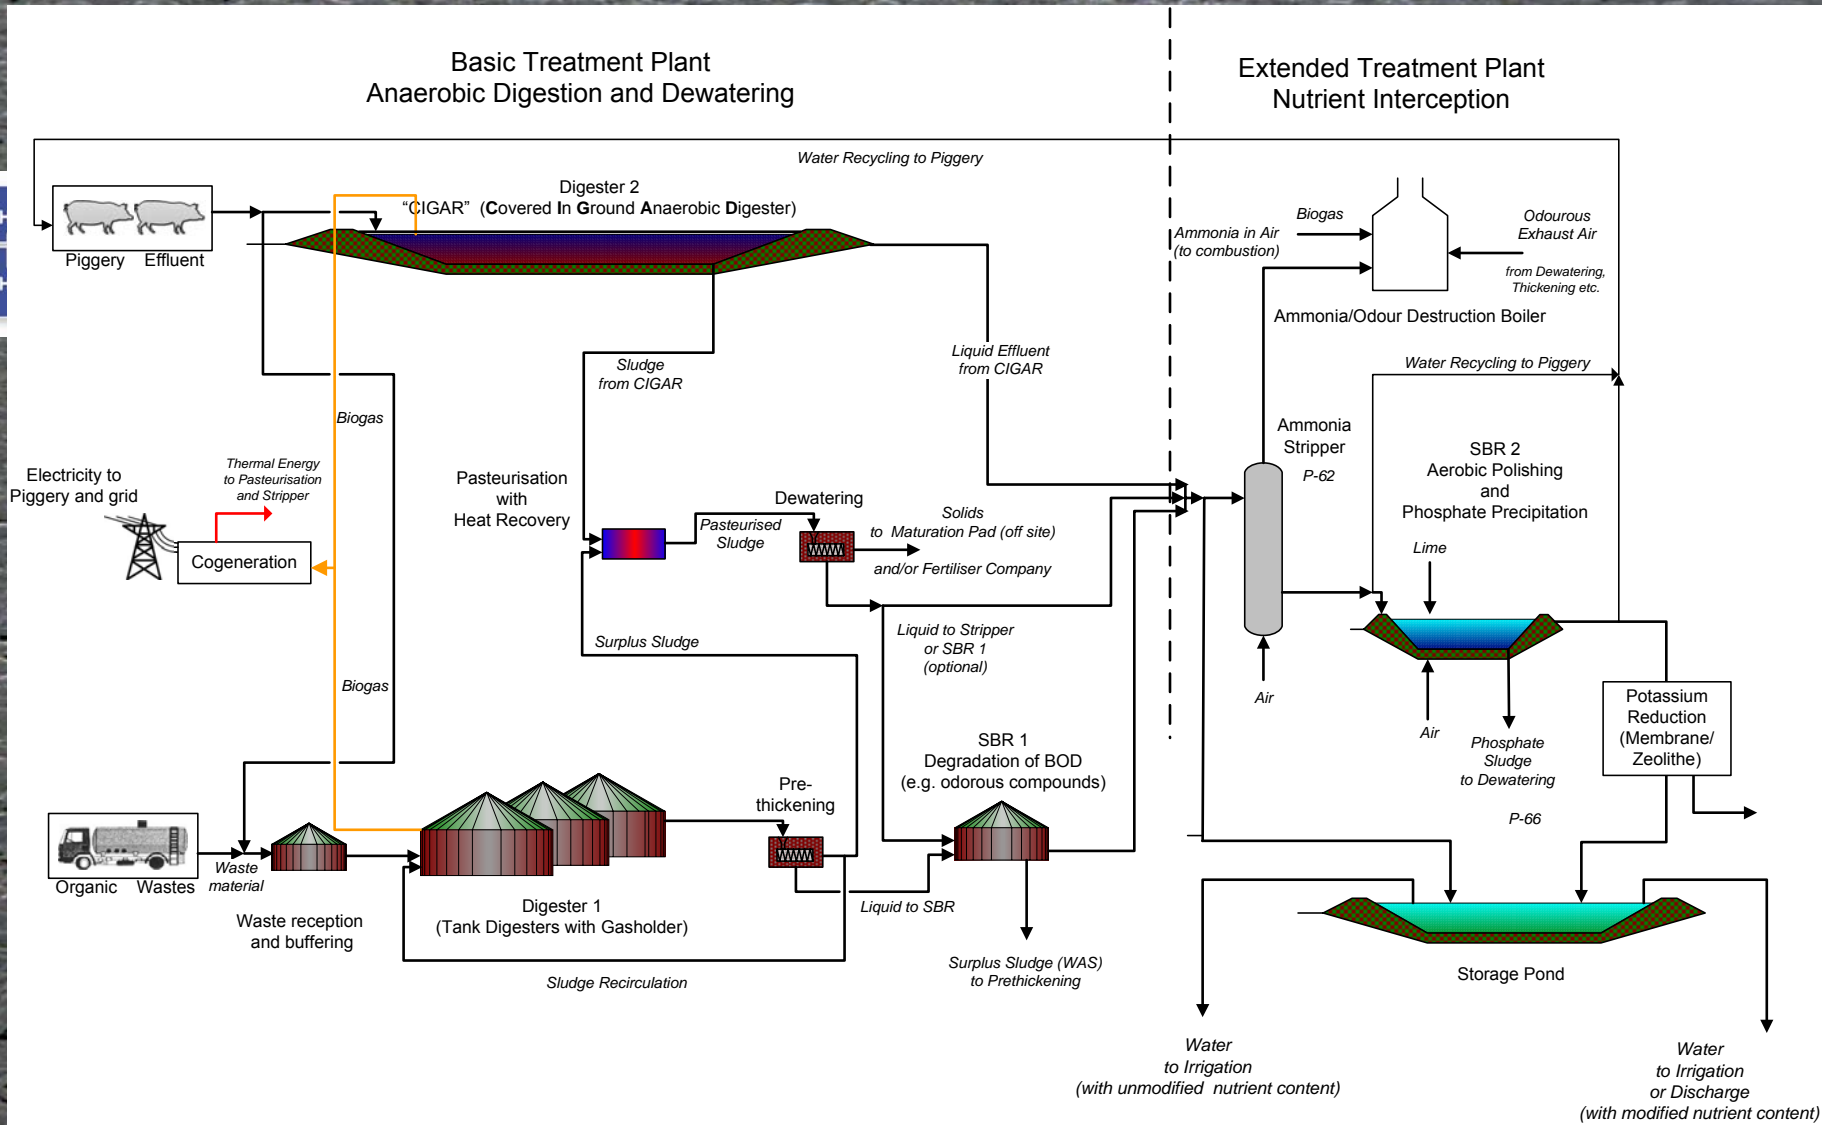 Basic Treatment Plant
Anaerobic Digestion and Dewatering
Extended Treatment Plant
Nutrient Interception
Water Recycling to Piggery
Digester 2
“CIGAR” (Covered In Ground Anaerobic Digester)
Piggery Effluent
Biogas
Ammonia in Air
(to combustion)
Odourous
Exhaust Air
from Dewatering,
Thickening etc.
Ammonia/Odour Destruction Boiler
Sludge
from CIGAR
Liquid Effluent
from CIGAR
Water Recycling to Piggery
Biogas
Ammonia
Stripper
P-62
SBR 2
Aerobic Polishing
and
Phosphate Precipitation
Electricity to
Piggery and grid
Thermal Energy
to Pasteurisation
and Stripper
Pasteurisation
with
Heat Recovery
Dewatering
Pasteurised
Sludge
Solids
to Maturation Pad (off site)
and/or Fertiliser Company
Cogeneration
Lime
Surplus Sludge
Liquid to Stripper
or SBR 1
(optional)
Biogas
Air
Air
Phosphate
Sludge
to Dewatering
Potassium
Reduction
(Membrane/
Zeolithe)
P-66
SBR 1
Degradation of BOD
(e.g. odorous compounds)
Pre-
thickening
Organic Wastes
Waste
material
Waste reception
and buffering
Digester 1
(Tank Digesters with Gasholder)
Liquid to SBR
Sludge Recirculation
Surplus Sludge (WAS)
to Prethickening
Storage Pond
Water
to Irrigation
(with unmodified nutrient content)
Water
to Irrigation
or Discharge
(with modified nutrient content)